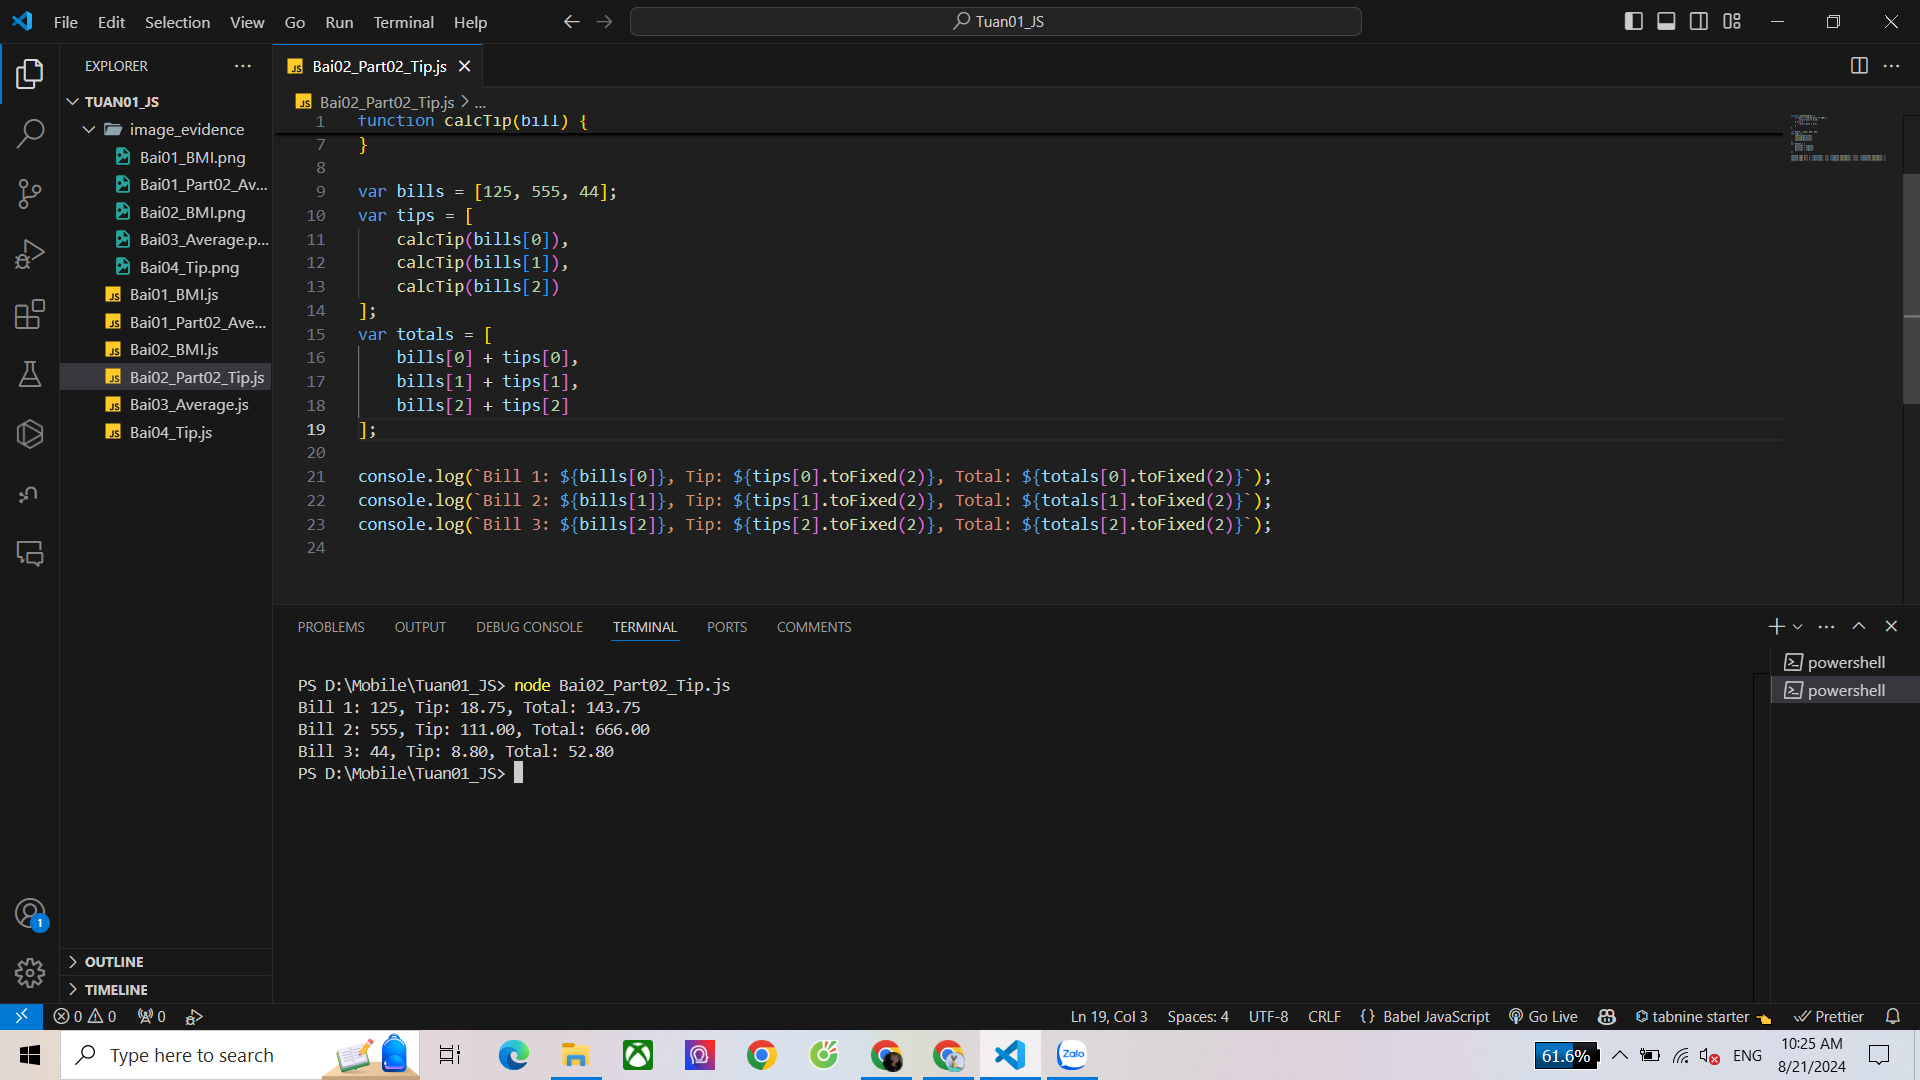 File Edit Selection View Go Run Terminal Help
Tuan01_JS
EXPLORER
TUAN01_JS
image_evidence
Bai01_BMI.png
Bai01_Part02_Av...
Bai02_BMI.png
Bai03_Average.p...
Bai04_Tip.png
Bai01_BMI.js
Bai01_Part02_Ave...
Bai02_BMI.js
Bai02_Part02_Tip.js
Bai03_Average.js
Bai04_Tip.js
OUTLINE
TIMELINE
JS Bai02_Part02_Tip.js
JS Bai02_Part02_Tip.js > ...
1 function calcTip(bill) {
7 }
8
9 var bills = [125, 555, 44];
10 var tips = [
11 calcTip(bills[0]),
12 calcTip(bills[1]),
13 calcTip(bills[2])
14 ];
15 var totals = [
16 bills[0] + tips[0],
17 bills[1] + tips[1],
18 bills[2] + tips[2]
19 ];
20
21 console.log(`Bill 1: ${bills[0]}, Tip: ${tips[0].toFixed(2)}, Total: ${totals[0].toFixed(2)}`);
22 console.log(`Bill 2: ${bills[1]}, Tip: ${tips[1].toFixed(2)}, Total: ${totals[1].toFixed(2)}`);
23 console.log(`Bill 3: ${bills[2]}, Tip: ${tips[2].toFixed(2)}, Total: ${totals[2].toFixed(2)}`);
24
PROBLEMS OUTPUT DEBUG CONSOLE TERMINAL PORTS COMMENTS
PS D:\Mobile\Tuan01_JS> node Bai02_Part02_Tip.js
Bill 1: 125, Tip: 18.75, Total: 143.75
Bill 2: 555, Tip: 111.00, Total: 666.00
Bill 3: 44, Tip: 8.80, Total: 52.80
PS D:\Mobile\Tuan01_JS>
powershell
powershell
1
0 0 0
Ln 19, Col 3 Spaces: 4 UTF-8 CRLF {} Babel JavaScript Go Live tabnine starter Prettier
Type here to search
Zalo
61.6%
ENG
10:25 AM
8/21/2024